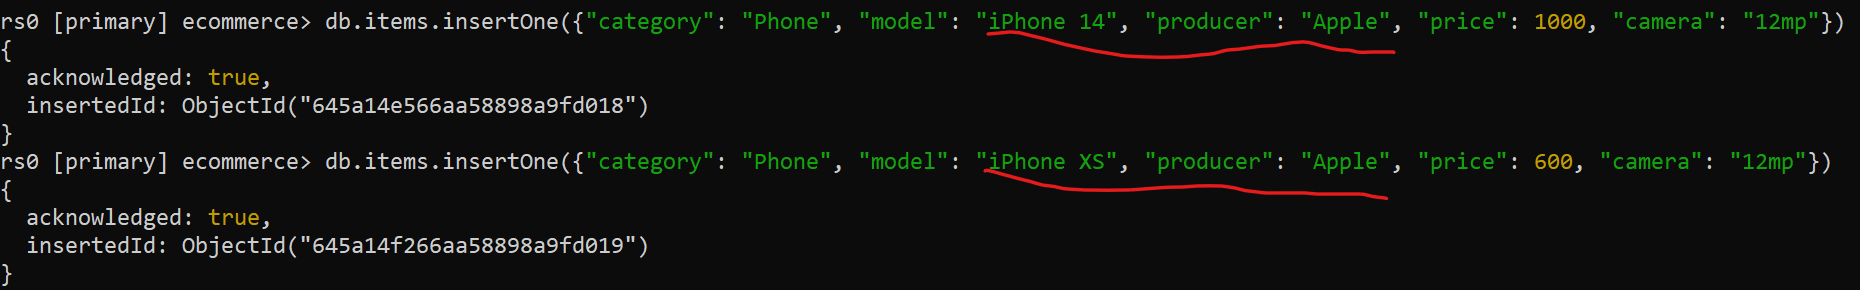 rs0 [primary] ecommerce> db.items.insertOne({"category": "Phone", "model": "iPhone 14", "producer": "Apple", "price": 1000, "camera": "12mp"})
{
  acknowledged: true,
  insertedId: ObjectId("645a14e566aa58898a9fd018")
}
rs0 [primary] ecommerce> db.items.insertOne({"category": "Phone", "model": "iPhone XS", "producer": "Apple", "price": 600, "camera": "12mp"})
{
  acknowledged: true,
  insertedId: ObjectId("645a14f266aa58898a9fd019")
}